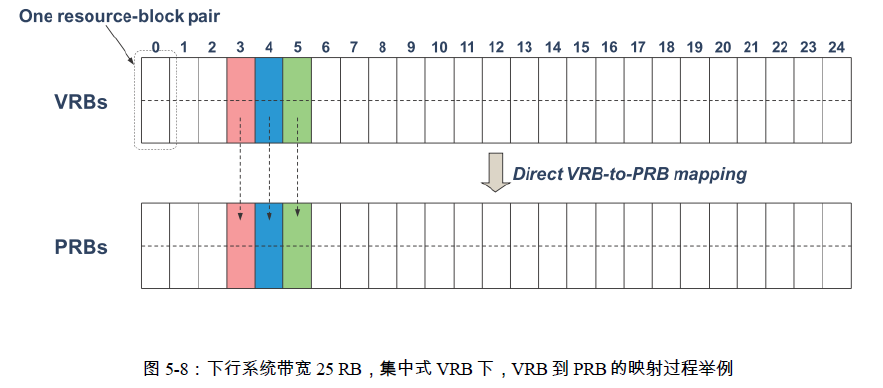 One resource-block pair
0 1 2 3 4 5 6 7 8 9 10 11 12 13 14 15 16 17 18 19 20 21 22 23 24
VRBs
Direct VRB-to-PRB mapping
PRBs
图 5-8：下行系统带宽 25 RB，集中式 VRB 下，VRB 到 PRB 的映射过程举例